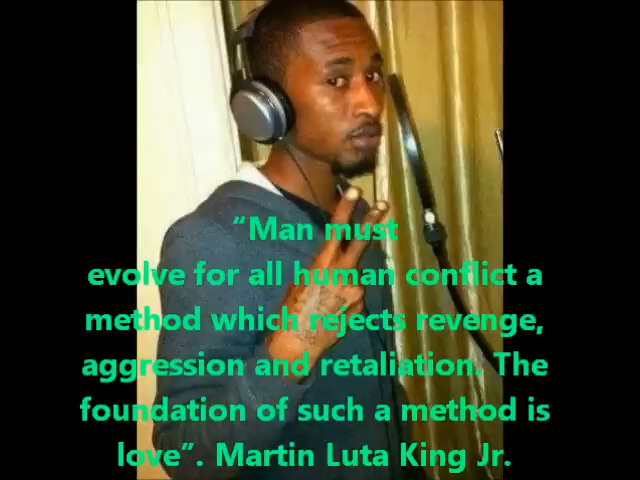 “Man must
evolve for all human conflict a
method which rejects revenge,
aggression and retaliation. The
foundation of such a method is
love”. Martin Luta King Jr.